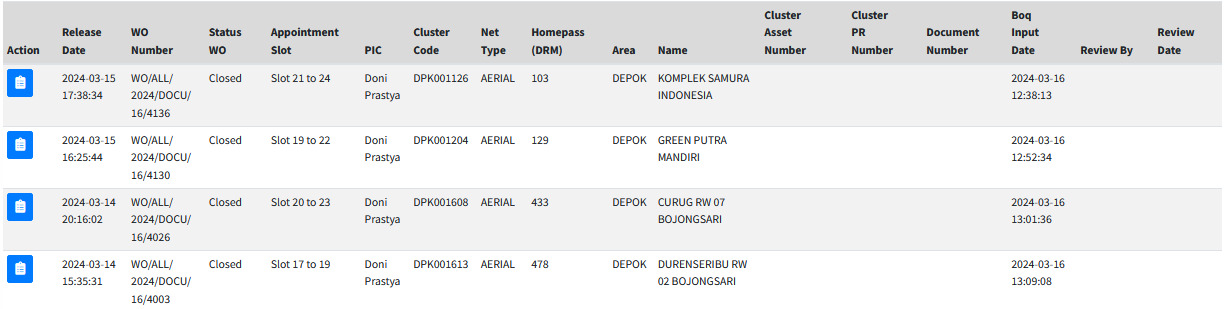 Action Release Date WO Number Status WO Appointment Slot PIC Cluster Code Net Type Homepass (DRM) Area Name Cluster Asset Number Cluster PR Number Document Number Boq Input Date Review By Review Date
2024-03-15 WO/ALL/ Closed Slot 21 to 24 Doni DPK001126 AERIAL 103 DEPOK KOMPLEK SAMURA 2024-03-16
17:38:34 2024/DOCU/ Prastya INDONESIA 12:38:13
16/4136
2024-03-15 WO/ALL/ Closed Slot 19 to 22 Doni DPK001204 AERIAL 129 DEPOK GREEN PUTRA 2024-03-16
16:25:44 2024/DOCU/ Prastya MANDIRI 12:52:34
16/4130
2024-03-14 WO/ALL/ Closed Slot 20 to 23 Doni DPK001608 AERIAL 433 DEPOK CURUG RW 07 2024-03-16
20:16:02 2024/DOCU/ Prastya BOJONGSARI 13:01:36
16/4026
2024-03-14 WO/ALL/ Closed Slot 17 to 19 Doni DPK001613 AERIAL 478 DEPOK DURENSERIBU RW 2024-03-16
15:35:31 2024/DOCU/ Prastya 02 BOJONGSARI 13:09:08
16/4003